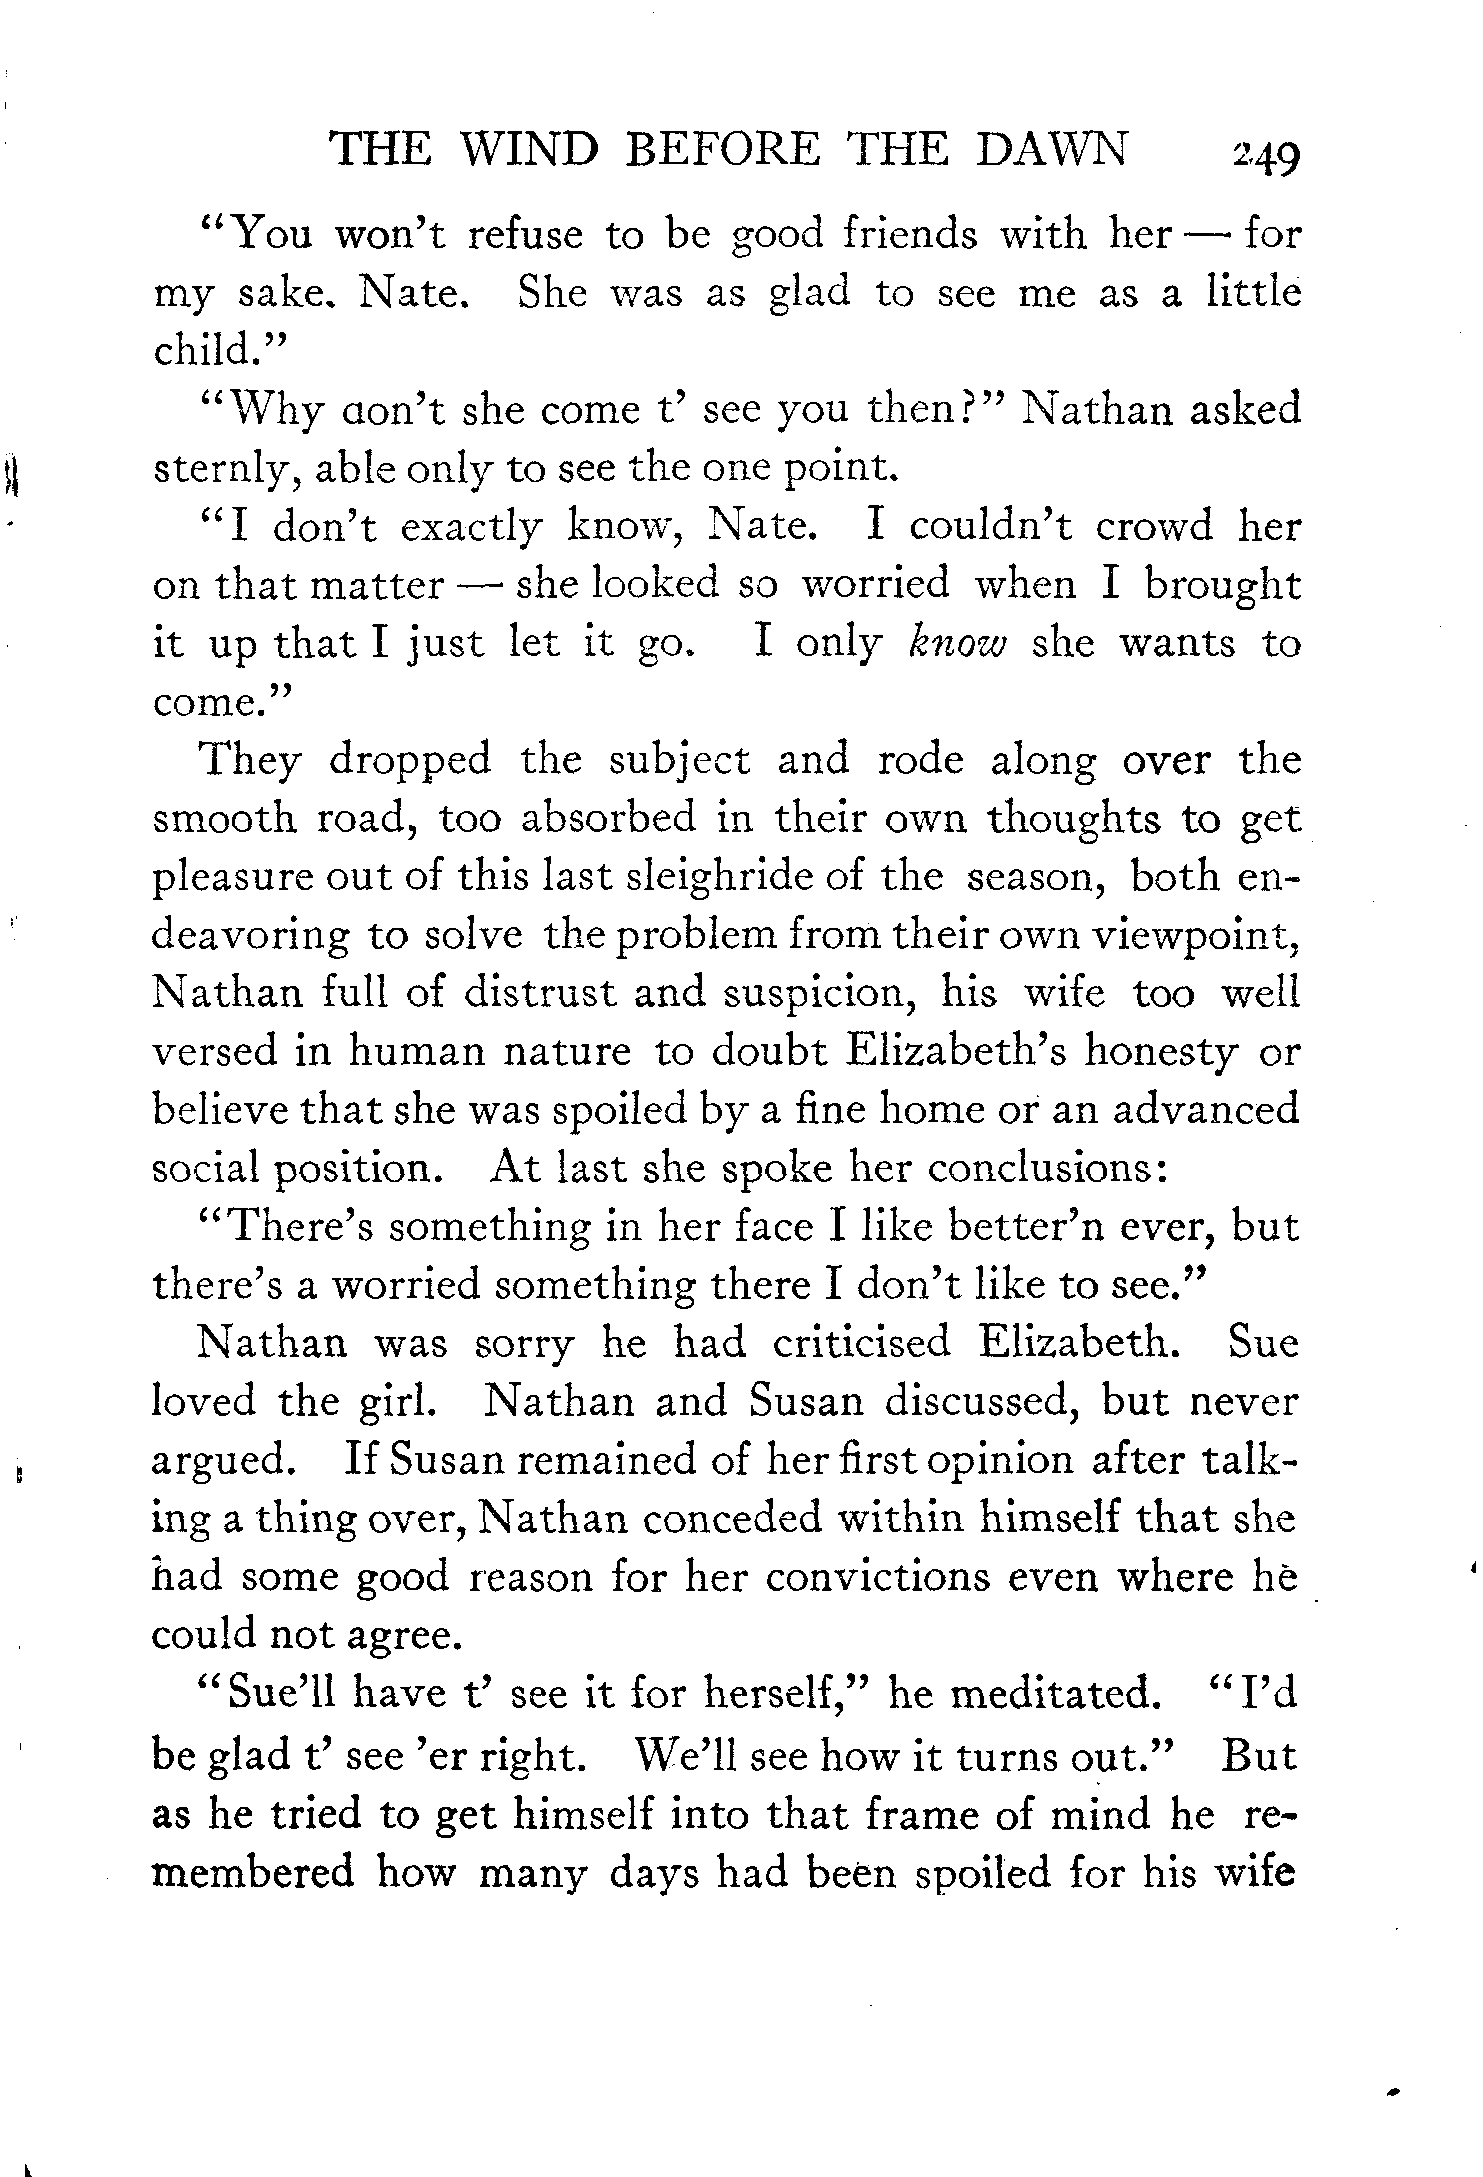 THE WIND BEFORE THE DAWN 249
"You won't refuse to be good friends with her — for
my sake. Nate. She was as glad to see me as a little
child."
"Why don't she come t' see you then?" Nathan asked
sternly, able only to see the one point.
"I don't exactly know, Nate. I couldn't crowd her
on that matter — she looked so worried when I brought
it up that I just let it go. I only know she wants to
come."
They dropped the subject and rode along over the
smooth road, too absorbed in their own thoughts to get
pleasure out of this last sleighride of the season, both en-
deavoring to solve the problem from their own viewpoint,
Nathan full of distrust and suspicion, his wife too well
versed in human nature to doubt Elizabeth's honesty or
believe that she was spoiled by a fine home or an advanced
social position. At last she spoke her conclusions:
"There's something in her face I like better'n ever, but
there's a worried something there I don't like to see."
Nathan was sorry he had criticised Elizabeth. Sue
loved the girl. Nathan and Susan discussed, but never
argued. If Susan remained of her first opinion after talk-
ing a thing over, Nathan conceded within himself that she
had some good reason for her convictions even where he
could not agree.
"Sue'll have t' see it for herself," he meditated. "I'd
be glad t' see 'er right. We'll see how it turns out." But
as he tried to get himself into that frame of mind he re-
membered how many days had been spoiled for his wife